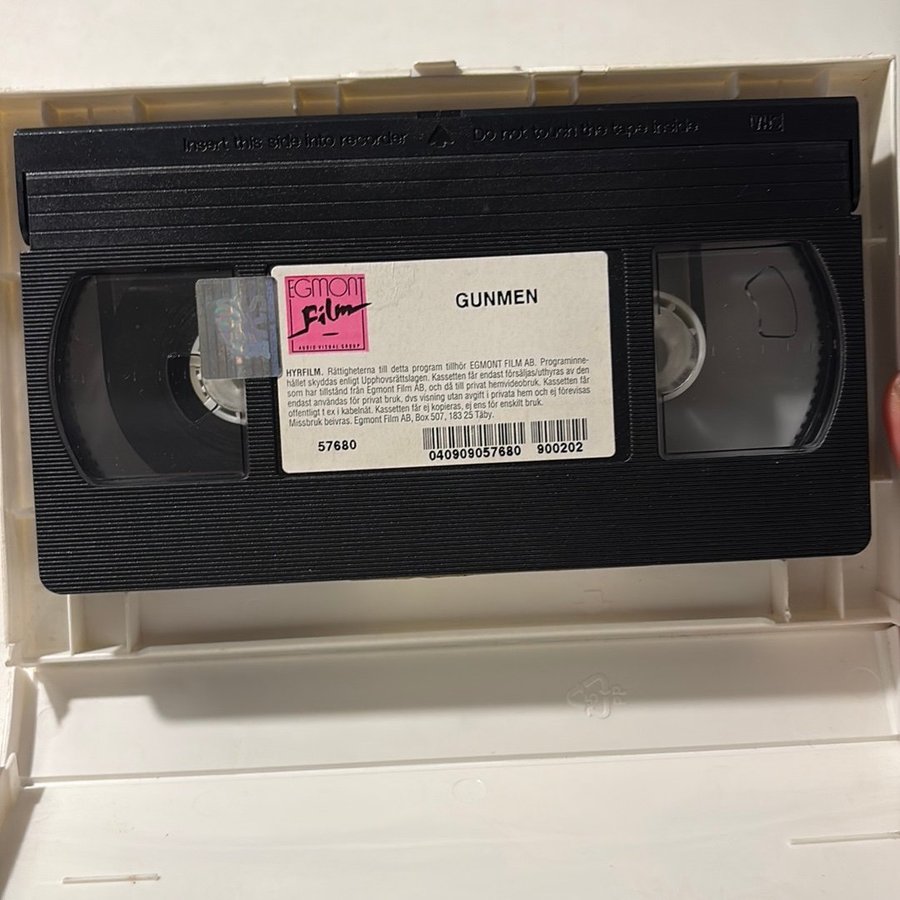 Insert this side into recorder Do not touch the tape inside VHS
EGMONT
Film
AUDIO VISUAL GROUP
GUNMEN
HYRFILM. Rättigheterna till detta program tillhör EGMONT FILM AB. Programinne-
hållet skyddas enligt Upphovsrättslagen. Kassetten får endast försäljas/uthyras av den
som har tillstånd från Egmont Film AB, och då till privat hemvideobruk. Kassetten får
endast användas för privat bruk, dvs visning utan avgift i privata hem och ej förevisas
offentligt t ex i kabelnät. Kassetten får ej kopieras, ej ens för enskilt bruk.
Missbruk beivras. Egmont Film AB, Box 507, 183 25 Täby.
57680
040909057680 900202